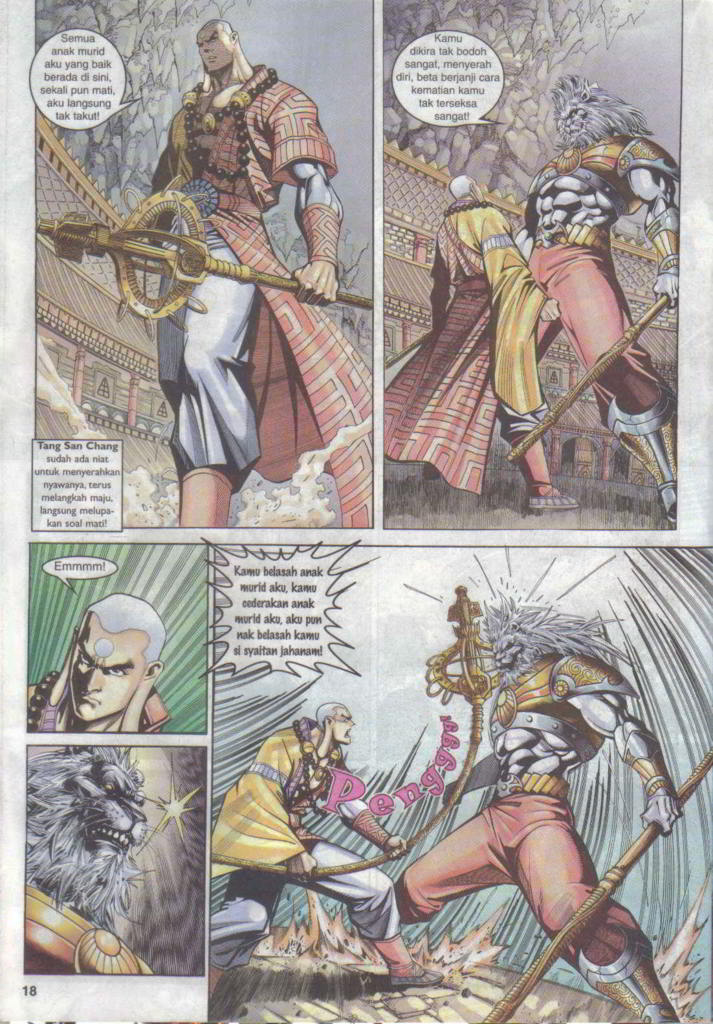 Semua
anak murid
aku yang baik
berada di sini,
sekali pun mati,
aku langsung
tak takut!
Kamu
dikira tak bodoh
sangat, menyerah
diri, beta berjanji cara
kematian kamu
tak terseksa
sangat!
Tang San Chang
sudah ada niat
untuk menyerahkan
nyawanya, terus
melangkah maju,
langsung melupa-
kan soal mati!
Emmmm!
Kamu belasah anak
murid aku, kamu
cederakan anak
murid aku, aku pun
nak belasah kamu
si syaitan jahanam!
Pengggggg
18